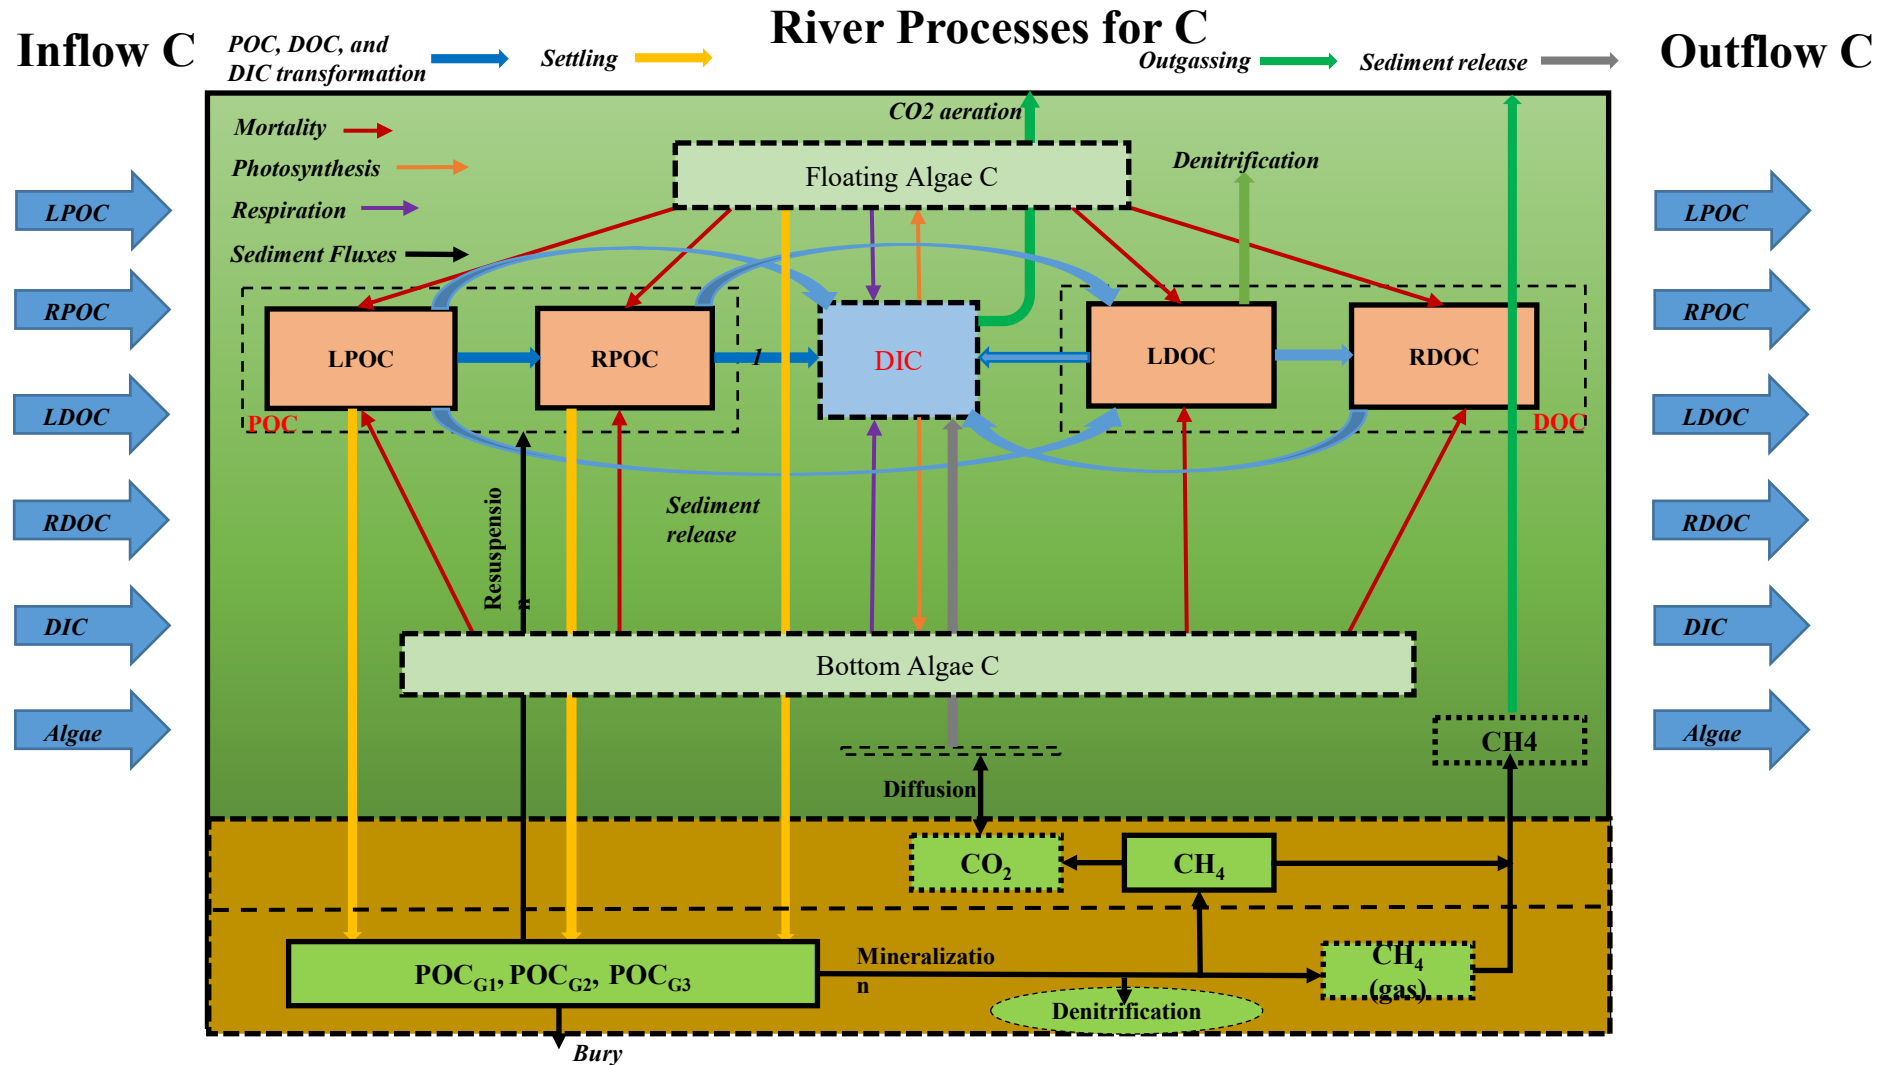 River Processes for C
Inflow C
POC, DOC, and
DIC transformation
Settling
Outgassing
Sediment release
Outflow C
Mortality
Photosynthesis
Respiration
Sediment Fluxes
CO2 aeration
Floating Algae C
Denitrification
LPOC
RPOC
LDOC
RDOC
DIC
Algae
LPOC
RPOC
1
DIC
LDOC
RDOC
POC
DOC
Resuspensio
n
Sediment
release
Bottom Algae C
CH4
Diffusion
CO2
CH4
POCG1, POCG2, POCG3
Mineralizatio
n
CH4
(gas)
Denitrification
Bury
LPOC
RPOC
LDOC
RDOC
DIC
Algae